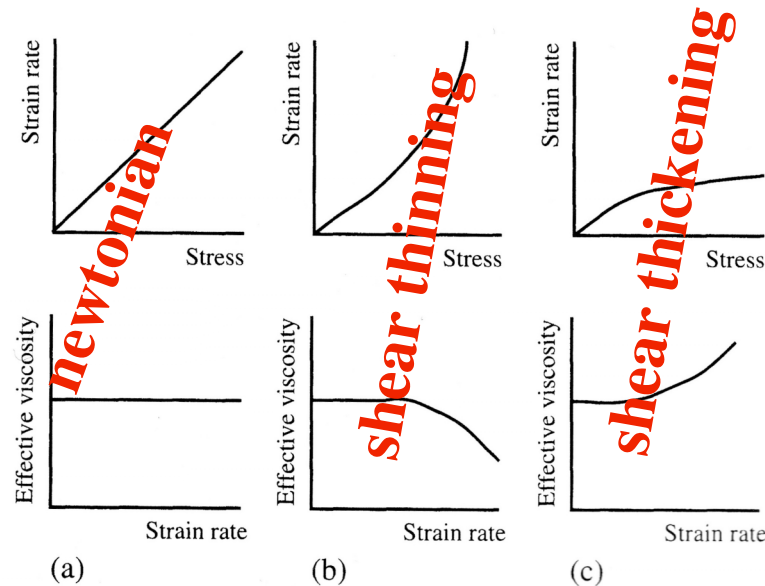 Strain rate
Stress
newtonian
Effective viscosity
Strain rate
(a)
Strain rate
Stress
shear thinning
Effective viscosity
Strain rate
(b)
Strain rate
Stress
shear thickening
Effective viscosity
Strain rate
(c)